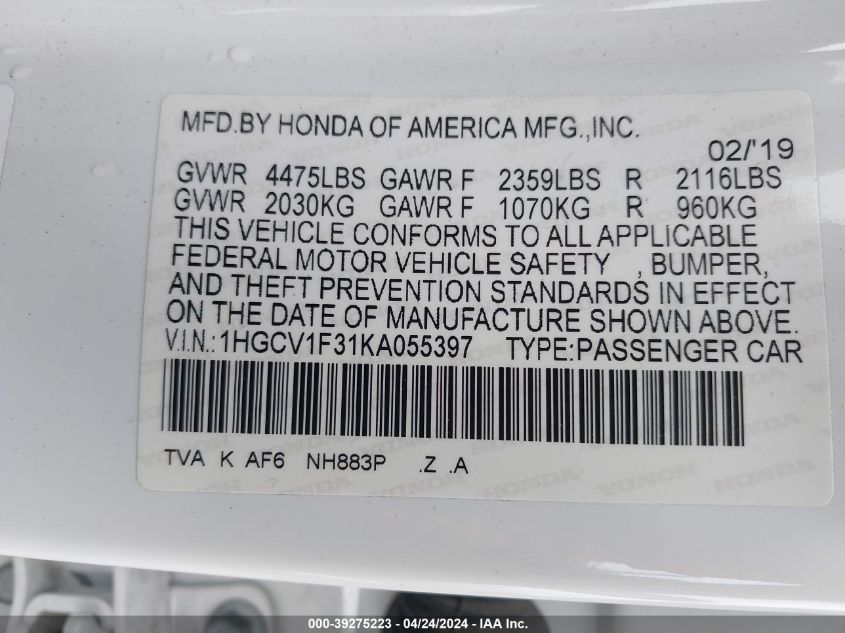 MFD.BY HONDA OF AMERICA MFG.,INC.
02/'19
GVWR 4475LBS GAWR F 2359LBS R 2116LBS
GVWR 2030KG GAWR F 1070KG R 960KG
THIS VEHICLE CONFORMS TO ALL APPLICABLE
FEDERAL MOTOR VEHICLE SAFETY , BUMPER,
AND THEFT PREVENTION STANDARDS IN EFFECT
ON THE DATE OF MANUFACTURE SHOWN ABOVE.
V.I.N.:1HGCV1F31KA055397 TYPE:PASSENGER CAR
TVA K AF6 NH883P .Z .A
000-39275223 - 04/24/2024 - IAA Inc.